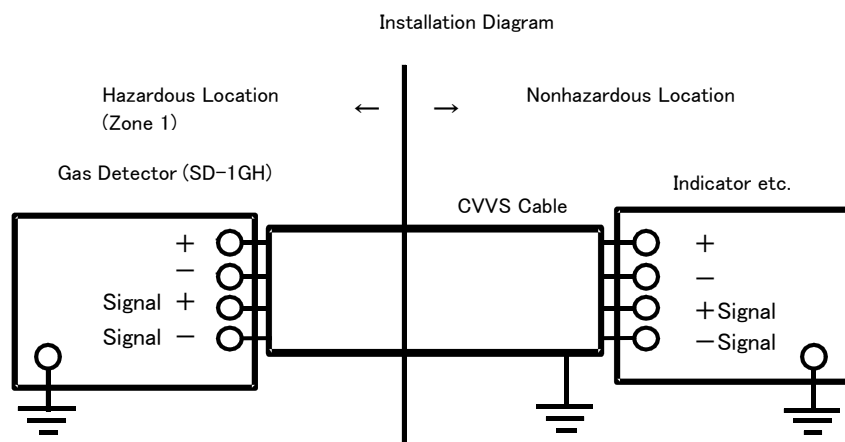 Installation Diagram
Hazardous Location
(Zone 1)
← →
Nonhazardous Location
Gas Detector (SD-1GH)
CVVS Cable
Indicator etc.
+
−
Signal +
Signal −
+
−
+Signal
−Signal